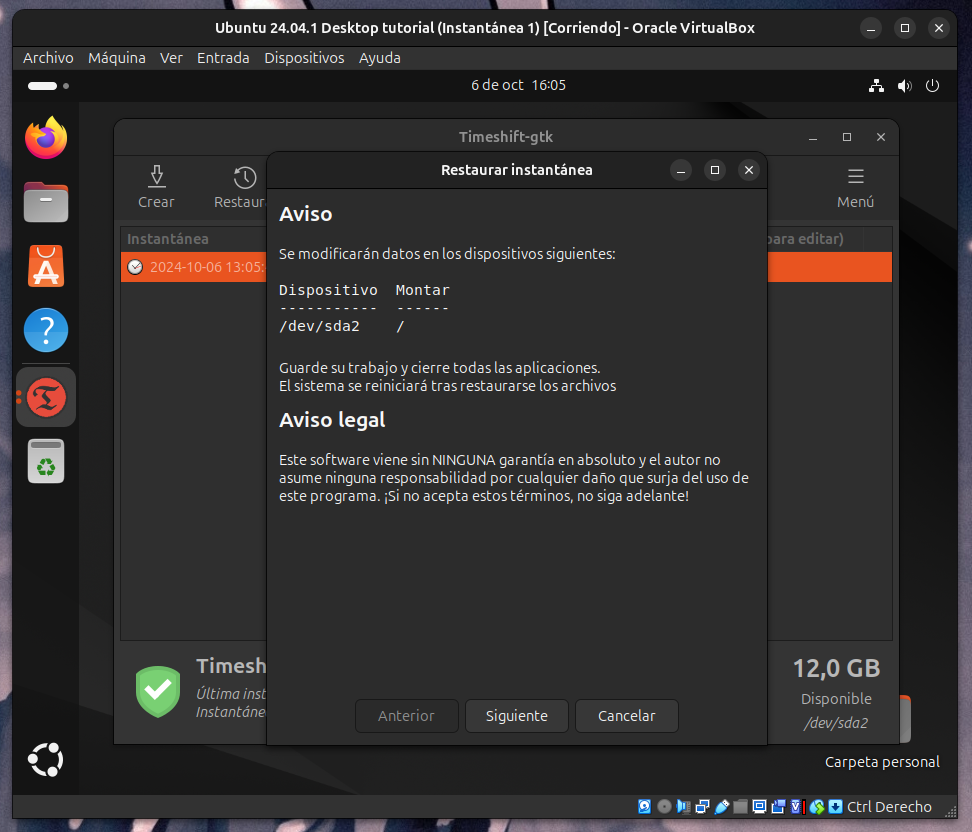 Ubuntu 24.04.1 Desktop tutorial (Instantánea 1) [Corriendo] - Oracle VirtualBox
Archivo Máquina Ver Entrada Dispositivos Ayuda
6 de oct 16:05
Timeshift-gtk
Restaurar instantánea
Crear Restaur Menú
Aviso
Instantánea para editar)
Se modificarán datos en los dispositivos siguientes:
2024-10-06 13:05:
Dispositivo Montar
----------- ------
/dev/sda2 /
Guarde su trabajo y cierre todas las aplicaciones.
El sistema se reiniciará tras restaurarse los archivos
Aviso legal
Este software viene sin NINGUNA garantía en absoluto y el autor no
asume ninguna responsabilidad por cualquier daño que surja del uso de
este programa. ¡Si no acepta estos términos, no siga adelante!
Timesh 12,0 GB
Última inst Disponible
Instantáne /dev/sda2
Anterior Siguiente Cancelar
Carpeta personal
Ctrl Derecho